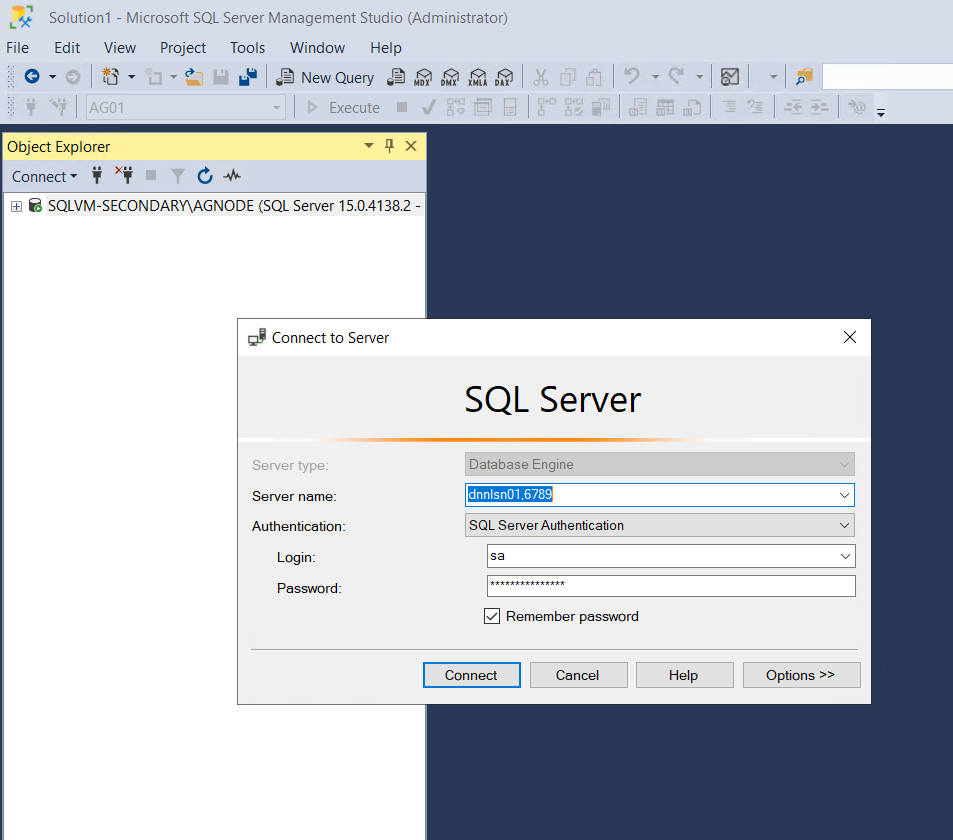 Solution1 - Microsoft SQL Server Management Studio (Administrator)
File Edit View Project Tools Window Help
New Query MDX DMX XMLA DAX
AG01 Execute
Object Explorer
Connect
SQLVM-SECONDARY\AGNODE (SQL Server 15.0.4138.2 -
Connect to Server
SQL Server
Server type: Database Engine
Server name: dnnlsn01,6789
Authentication: SQL Server Authentication
Login: sa
Password: ***************
Remember password
Connect Cancel Help Options >>